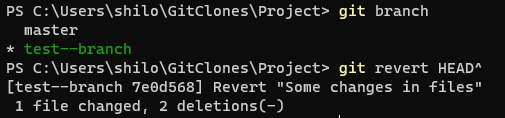 PS C:\Users\shilo\GitClones\Project> git branch
  master
* test--branch
PS C:\Users\shilo\GitClones\Project> git revert HEAD^
[test--branch 7e0d568] Revert "Some changes in files"
 1 file changed, 2 deletions(-)